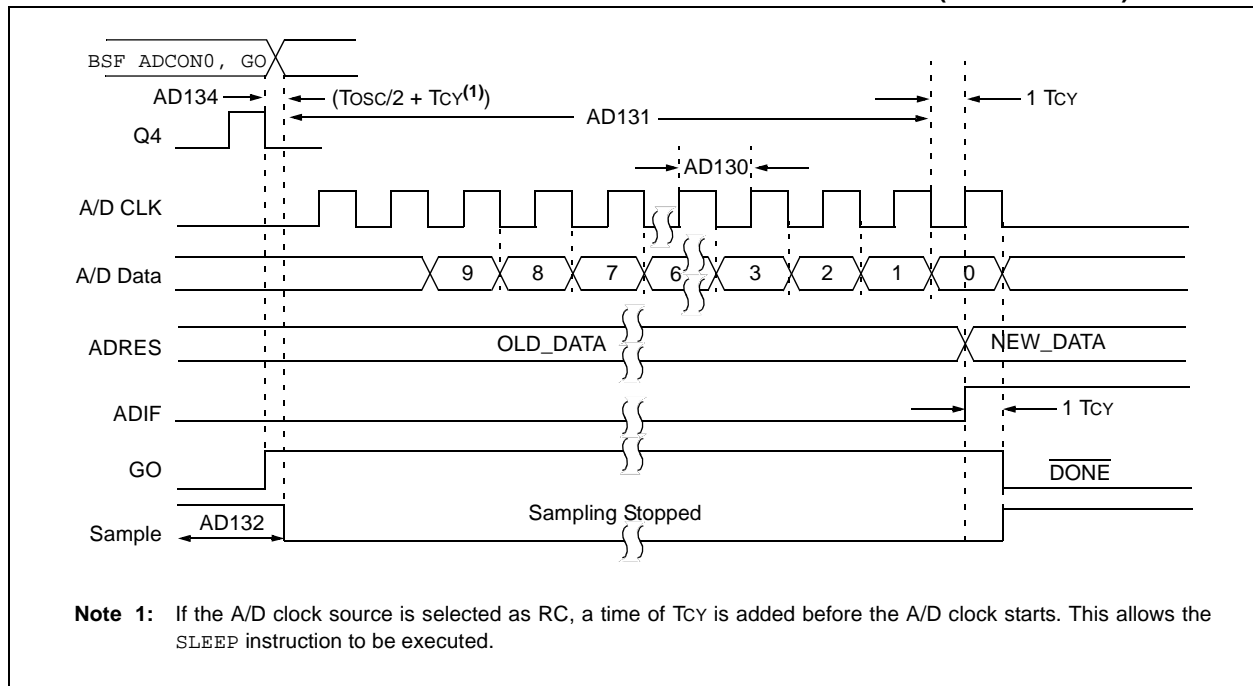 BSF ADCON0, GO
AD134 (TOSC/2 + TCY(1)) 1 TCY
AD131
Q4
AD130
A/D CLK
A/D Data 9 8 7 6 3 2 1 0
ADRES OLD_DATA NEW_DATA
ADIF 1 TCY
GO DONE
Sample AD132 Sampling Stopped
Note 1: If the A/D clock source is selected as RC, a time of TCY is added before the A/D clock starts. This allows the
SLEEP instruction to be executed.